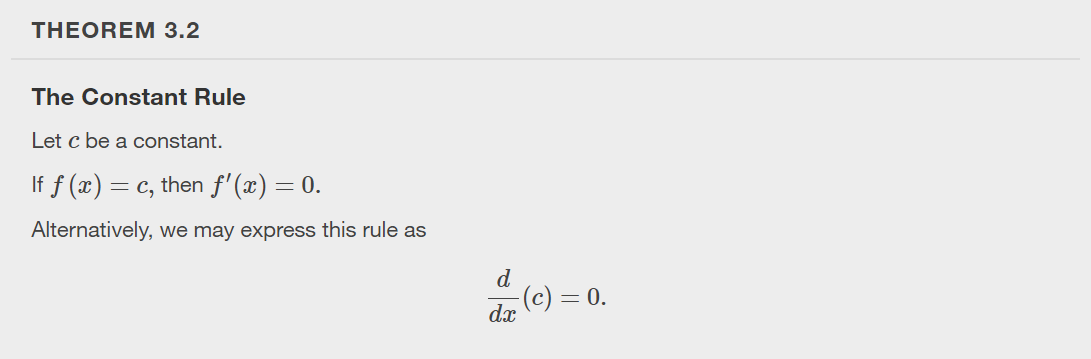 THEOREM 3.2
The Constant Rule
Let c be a constant.
If f (x) = c, then f′(x) = 0.
Alternatively, we may express this rule as
d/dx (c) = 0.